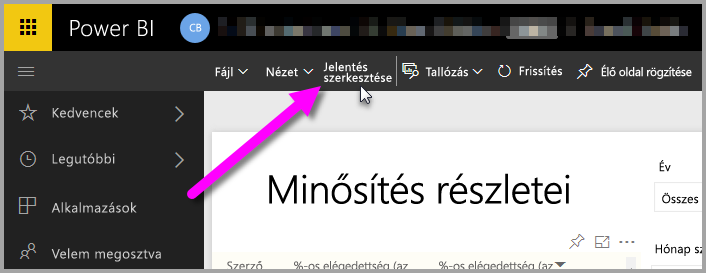 Power BI
CB
Fájl
Nézet
Jelentés
szerkesztése
Tallózás
Frissítés
Élő oldal rögzítése
Kedvencek
Legutóbbi
Alkalmazások
Velem megosztva
Minősítés részletei
Év
Összes
Hónap sz
Szerző
%-os elégedettség (az
%-os elégedettség (az